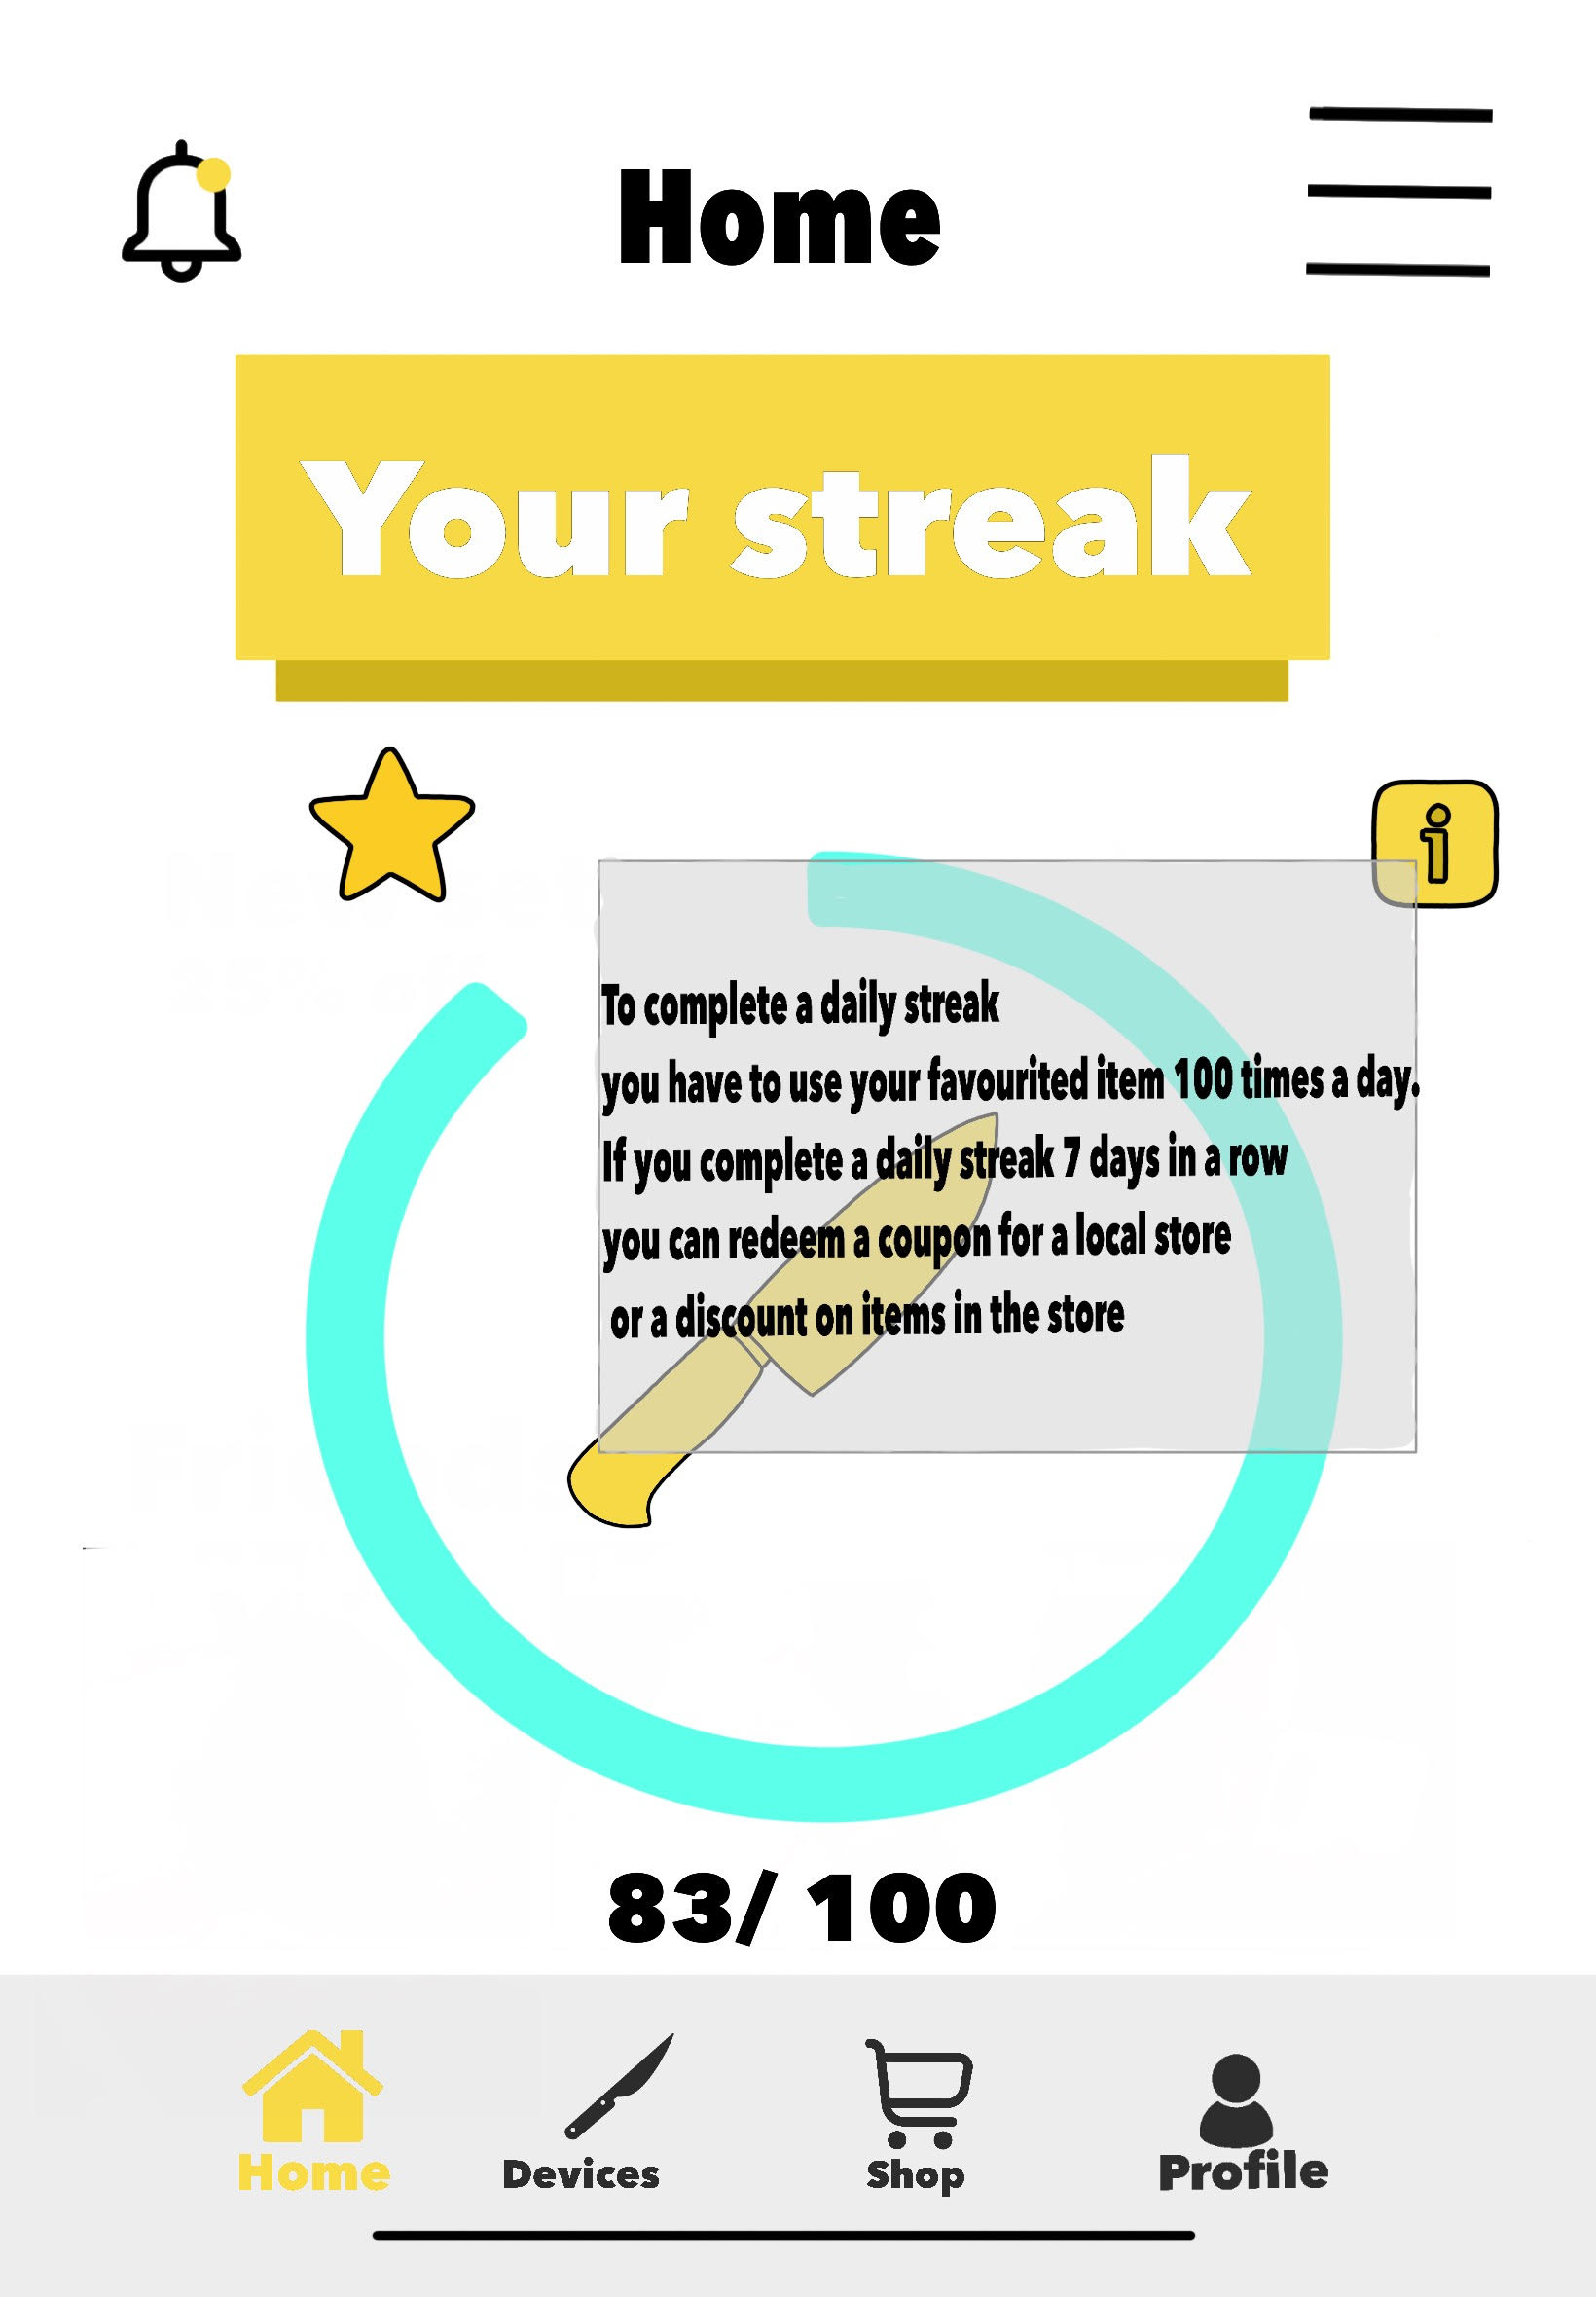 Home
Your streak
i
To complete a daily streak
you have to use your favourited item 100 times a day.
If you complete a daily streak 7 days in a row
you can redeem a coupon for a local store
or a discount on items in the store
83/ 100
Home
Devices
Shop
Profile